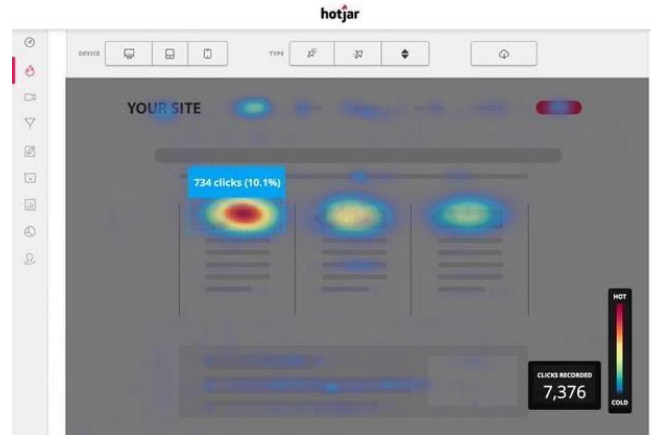 hotjar
DEVICE
TYPE
YOUR SITE
734 clicks (10.1%)
HOT
CLICKS RECORDED
7,376
COLD